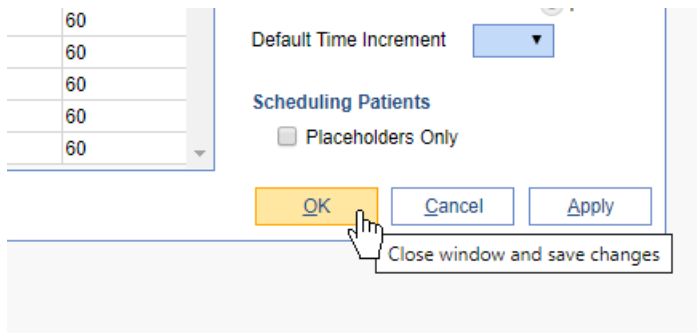 60
60
60
60
60
Default Time Increment
Scheduling Patients
Placeholders Only
OK
Cancel
Apply
Close window and save changes